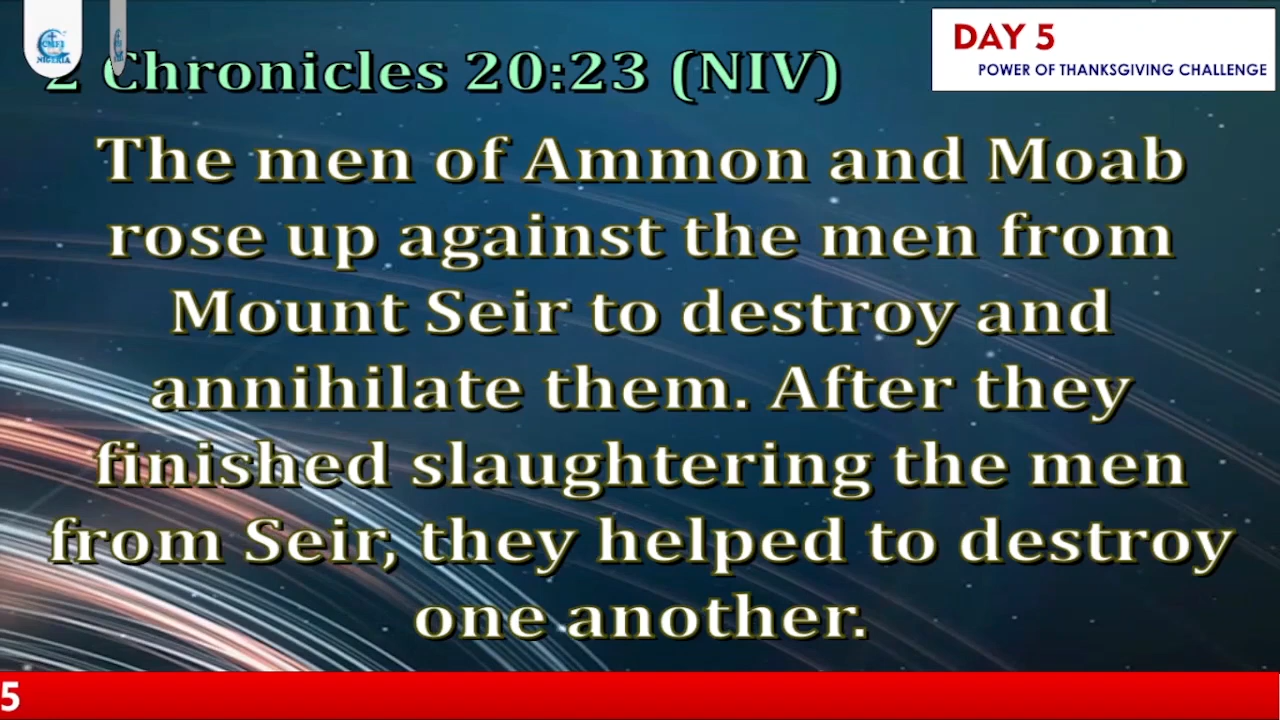 CMFI
NIGERIA
2 Chronicles 20:23 (NIV)
DAY 5
POWER OF THANKSGIVING CHALLENGE
The men of Ammon and Moab
rose up against the men from
Mount Seir to destroy and
annihilate them. After they
finished slaughtering the men
from Seir, they helped to destroy
one another.
5